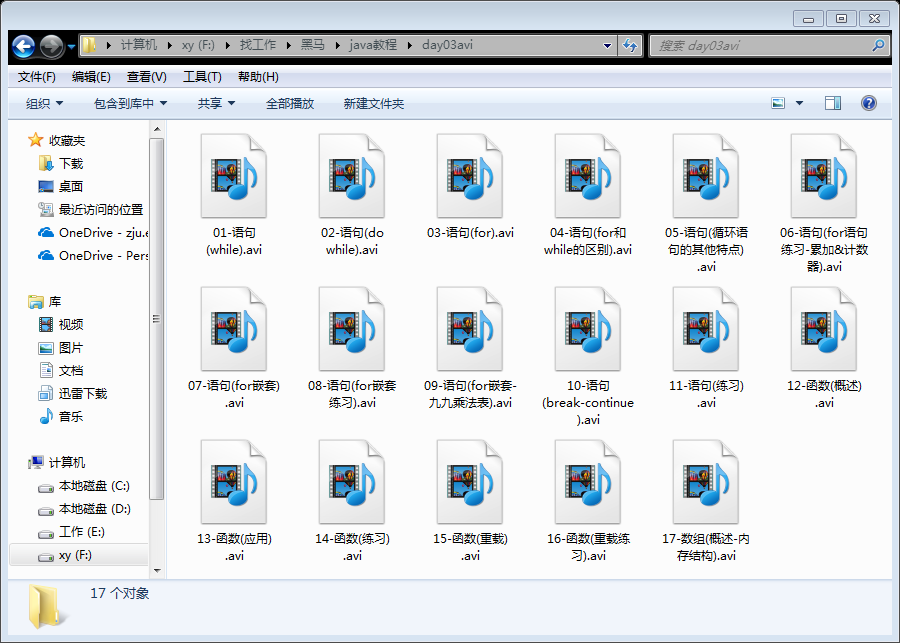 计算机 xy (F:) 找工作 黑马 java教程 day03avi
搜索 day03avi
文件(F) 编辑(E) 查看(V) 工具(T) 帮助(H)
组织 包含到库中 共享 全部播放 新建文件夹
收藏夹
下载
桌面
最近访问的位置
OneDrive - zju.e
OneDrive - Pers
库
视频
图片
文档
迅雷下载
音乐
计算机
本地磁盘 (C:)
本地磁盘 (D:)
工作 (E:)
xy (F:)
01-语句
(while).avi
02-语句(do
while).avi
03-语句(for).avi
04-语句(for和
while的区别).avi
05-语句(循环语
句的其他特点)
.avi
06-语句(for语句
练习-累加&计数
器).avi
07-语句(for嵌套)
.avi
08-语句(for嵌套
练习).avi
09-语句(for嵌套-
九九乘法表).avi
10-语句
(break-continue
).avi
11-语句(练习)
.avi
12-函数(概述)
.avi
13-函数(应用)
.avi
14-函数(练习)
.avi
15-函数(重载)
.avi
16-函数(重载练
习).avi
17-数组(概述-内
存结构).avi
17 个对象